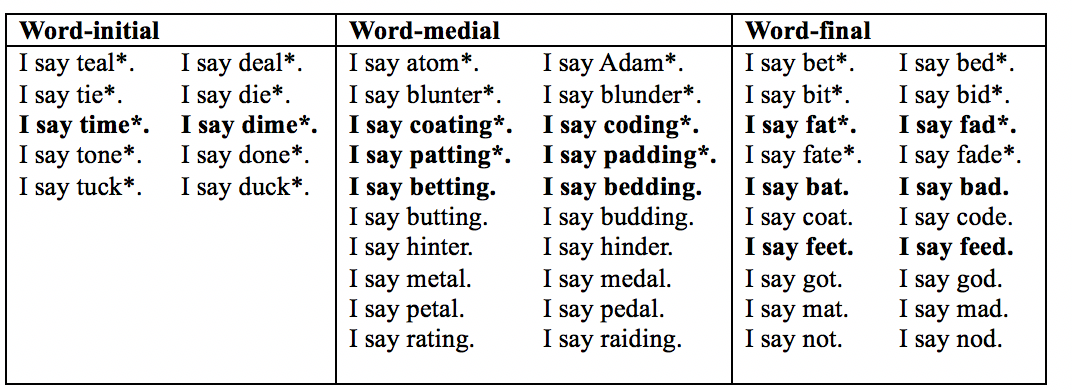 Word-initial Word-medial Word-final
I say teal*. I say deal*. I say atom*. I say Adam*. I say bet*. I say bed*.
I say tie*. I say die*. I say blunter*. I say blunder*. I say bit*. I say bid*.
I say time*. I say dime*. I say coating*. I say coding*. I say fat*. I say fad*.
I say tone*. I say done*. I say patting*. I say padding*. I say fate*. I say fade*.
I say tuck*. I say duck*. I say betting. I say bedding. I say bat. I say bad.
I say butting. I say budding. I say coat. I say code.
I say hinter. I say hinder. I say feet. I say feed.
I say metal. I say medal. I say got. I say god.
I say petal. I say pedal. I say mat. I say mad.
I say rating. I say raiding. I say not. I say nod.